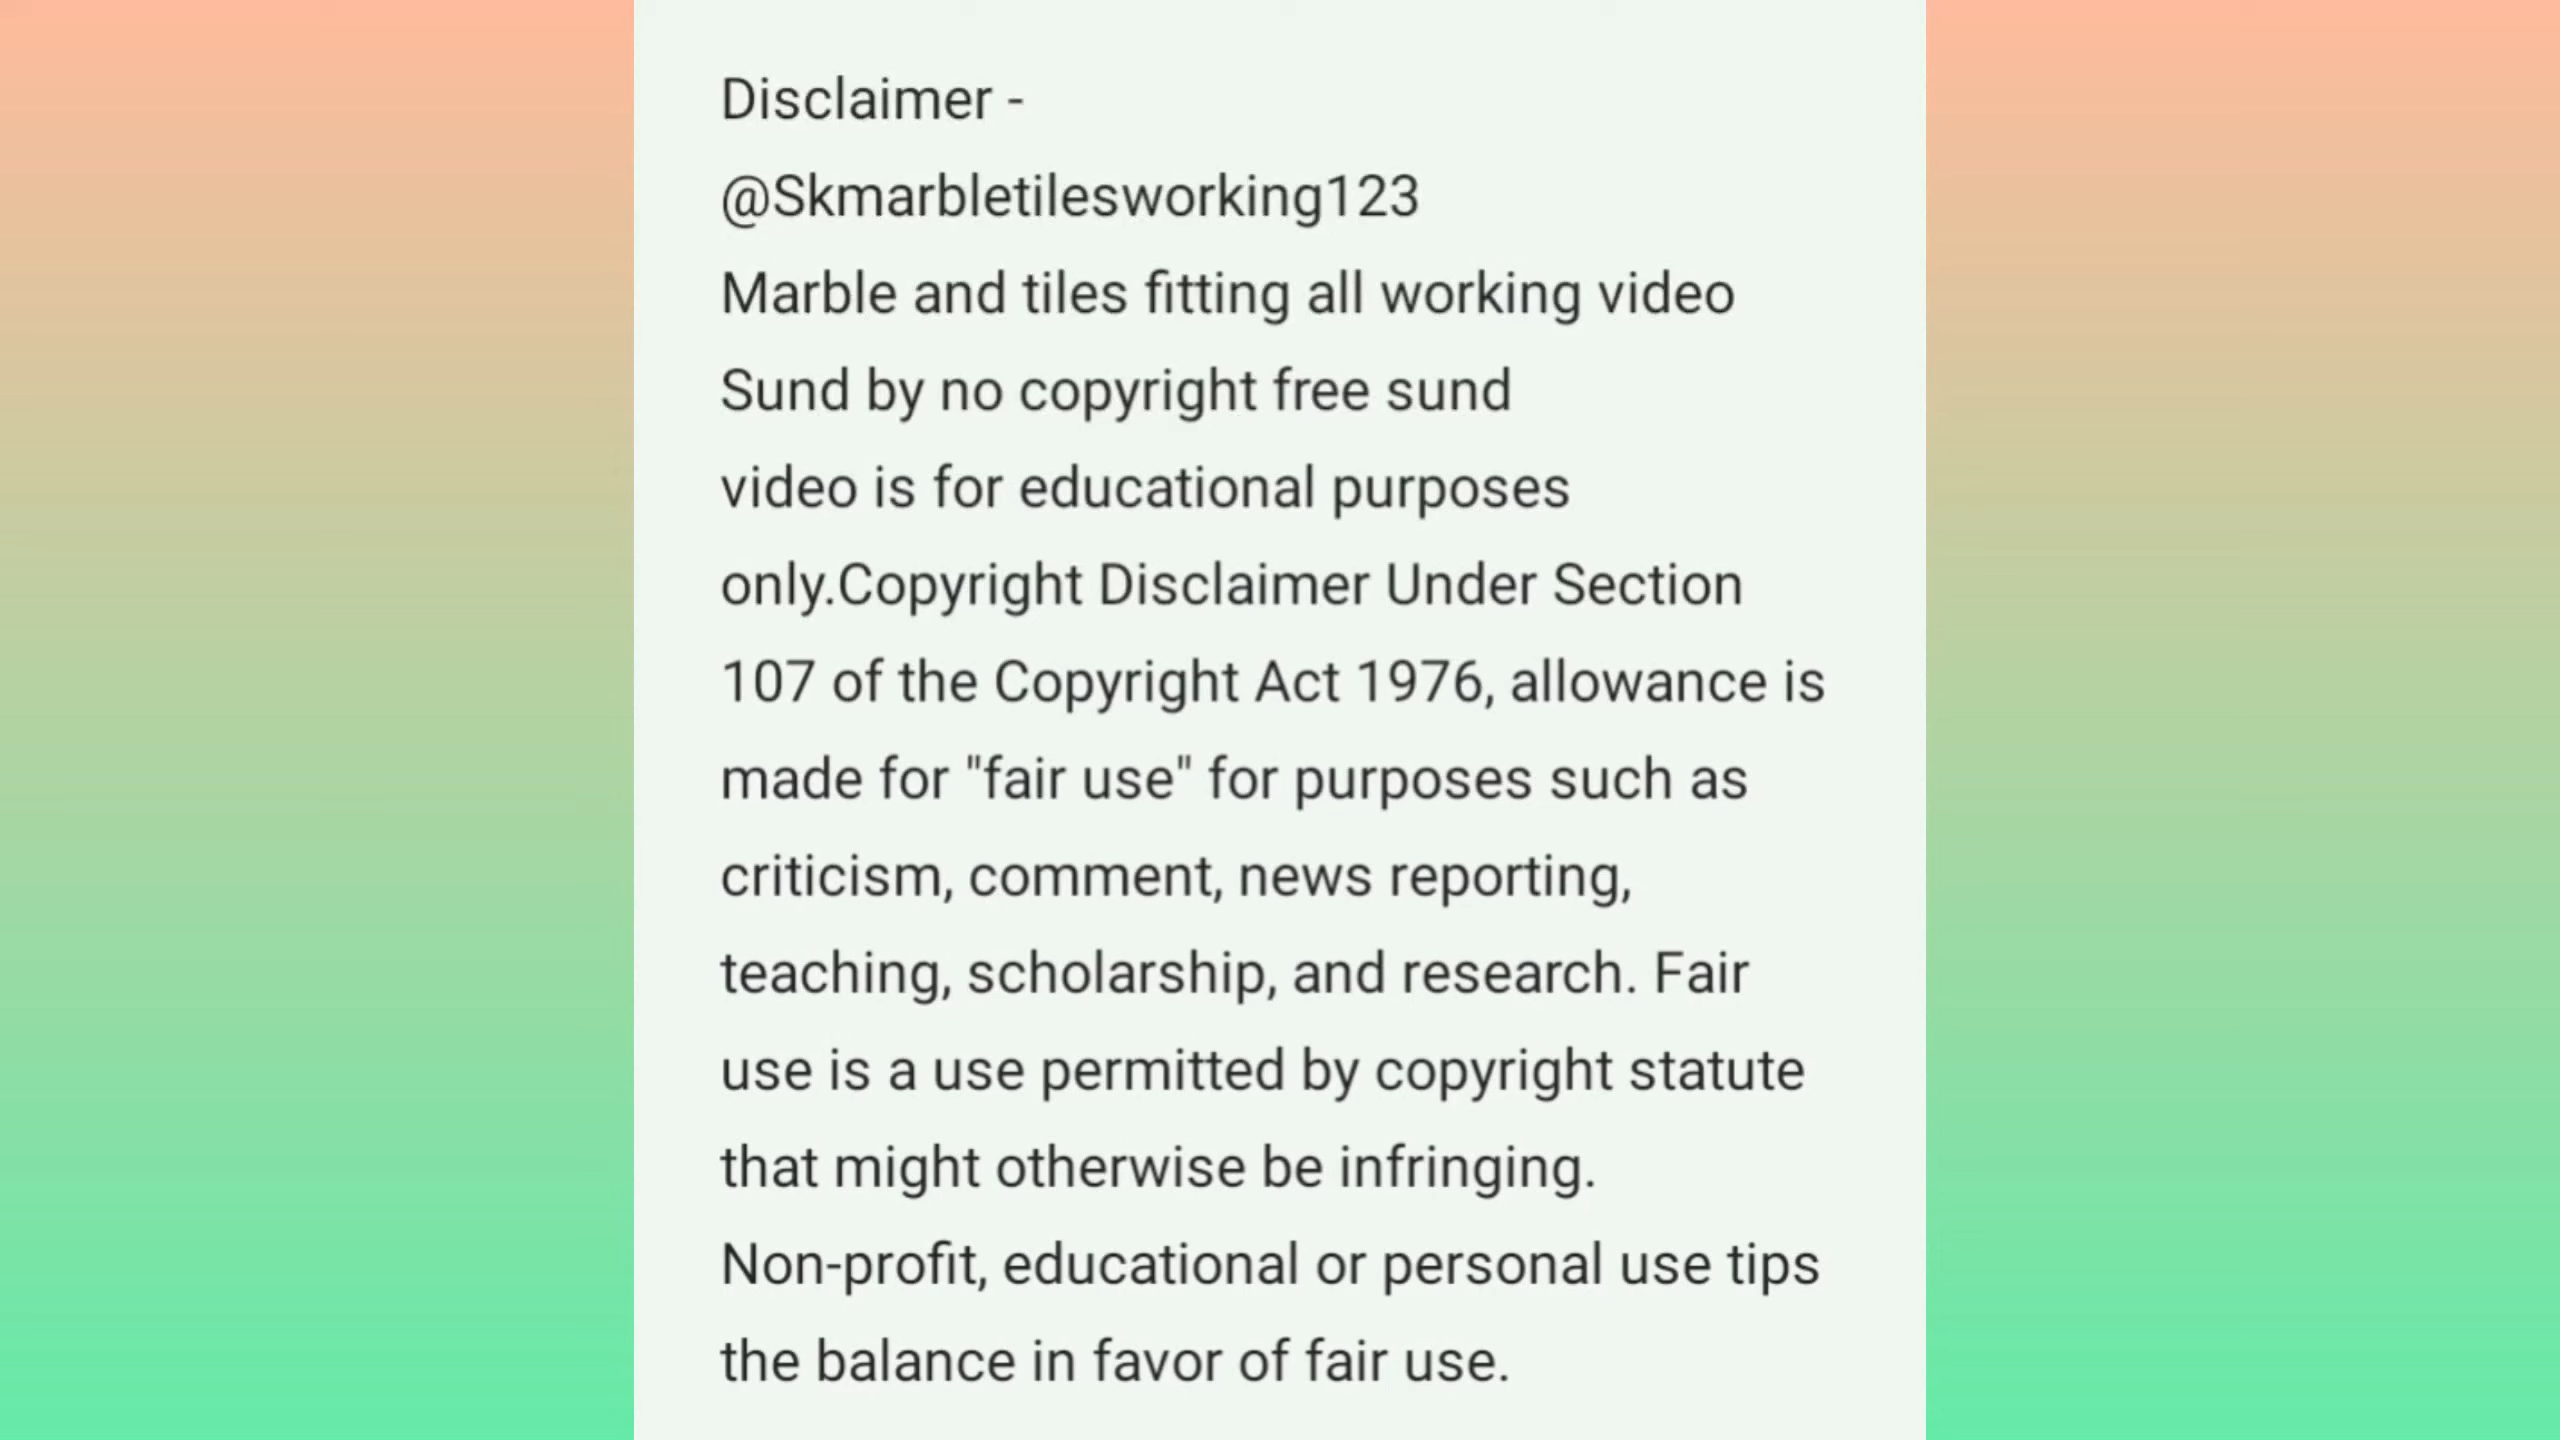 Disclaimer -
@Skmarbletilesworking123
Marble and tiles fitting all working video
Sund by no copyright free sund
video is for educational purposes
only.Copyright Disclaimer Under Section
107 of the Copyright Act 1976, allowance is
made for "fair use" for purposes such as
criticism, comment, news reporting,
teaching, scholarship, and research. Fair
use is a use permitted by copyright statute
that might otherwise be infringing.
Non-profit, educational or personal use tips
the balance in favor of fair use.